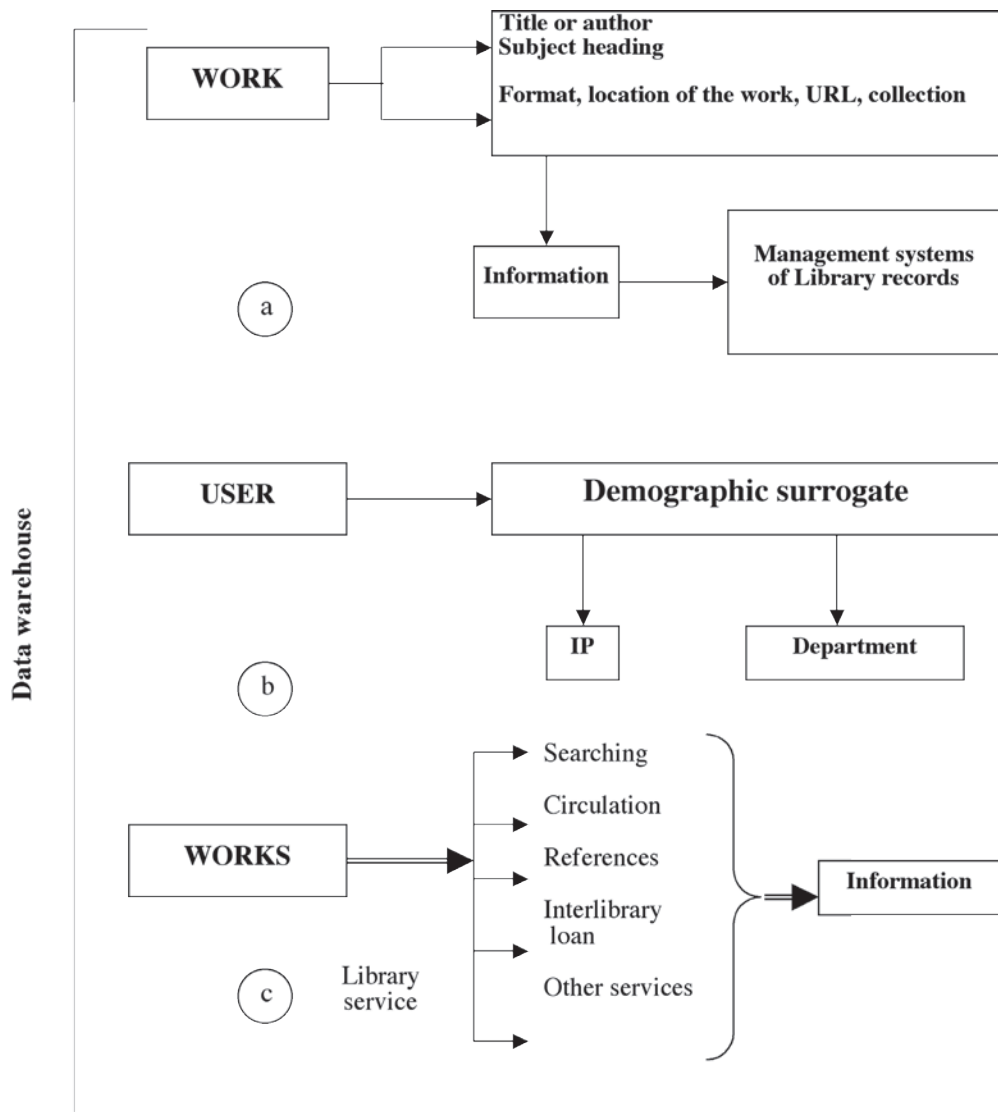 Data warehouse
WORK
Title or author
Subject heading
Format, location of the work, URL, collection
Information
Management systems
of Library records
a
USER
Demographic surrogate
IP
Department
b
WORKS
Searching
Circulation
References
Interlibrary
loan
Other services
Information
c
Library
service